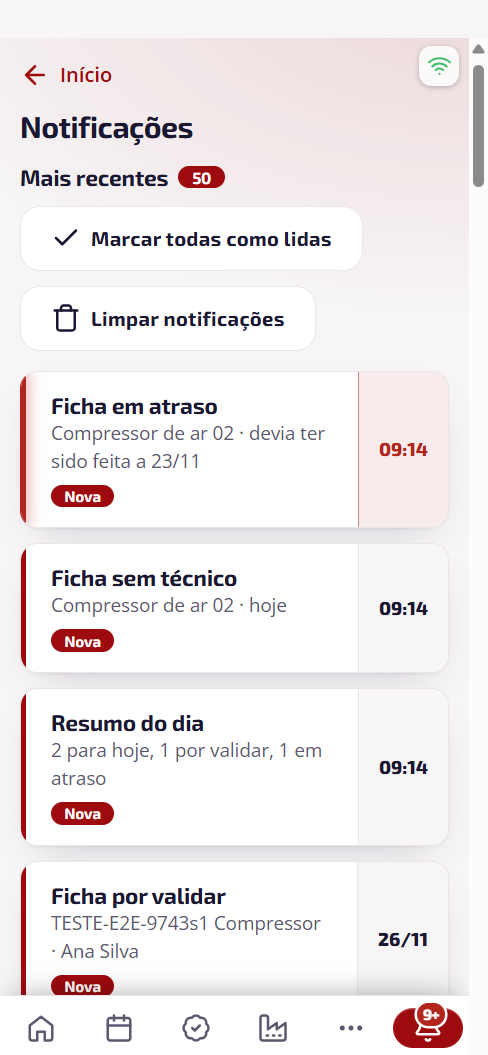 Início
Notificações
Mais recentes 50
Marcar todas como lidas
Limpar notificações
Ficha em atraso
Compressor de ar 02 · devia ter
sido feita a 23/11
09:14
Nova
Ficha sem técnico
Compressor de ar 02 · hoje
09:14
Nova
Resumo do dia
2 para hoje, 1 por validar, 1 em
atraso
09:14
Nova
Ficha por validar
TESTE-E2E-9743s1 Compressor
· Ana Silva
26/11
Nova
9+